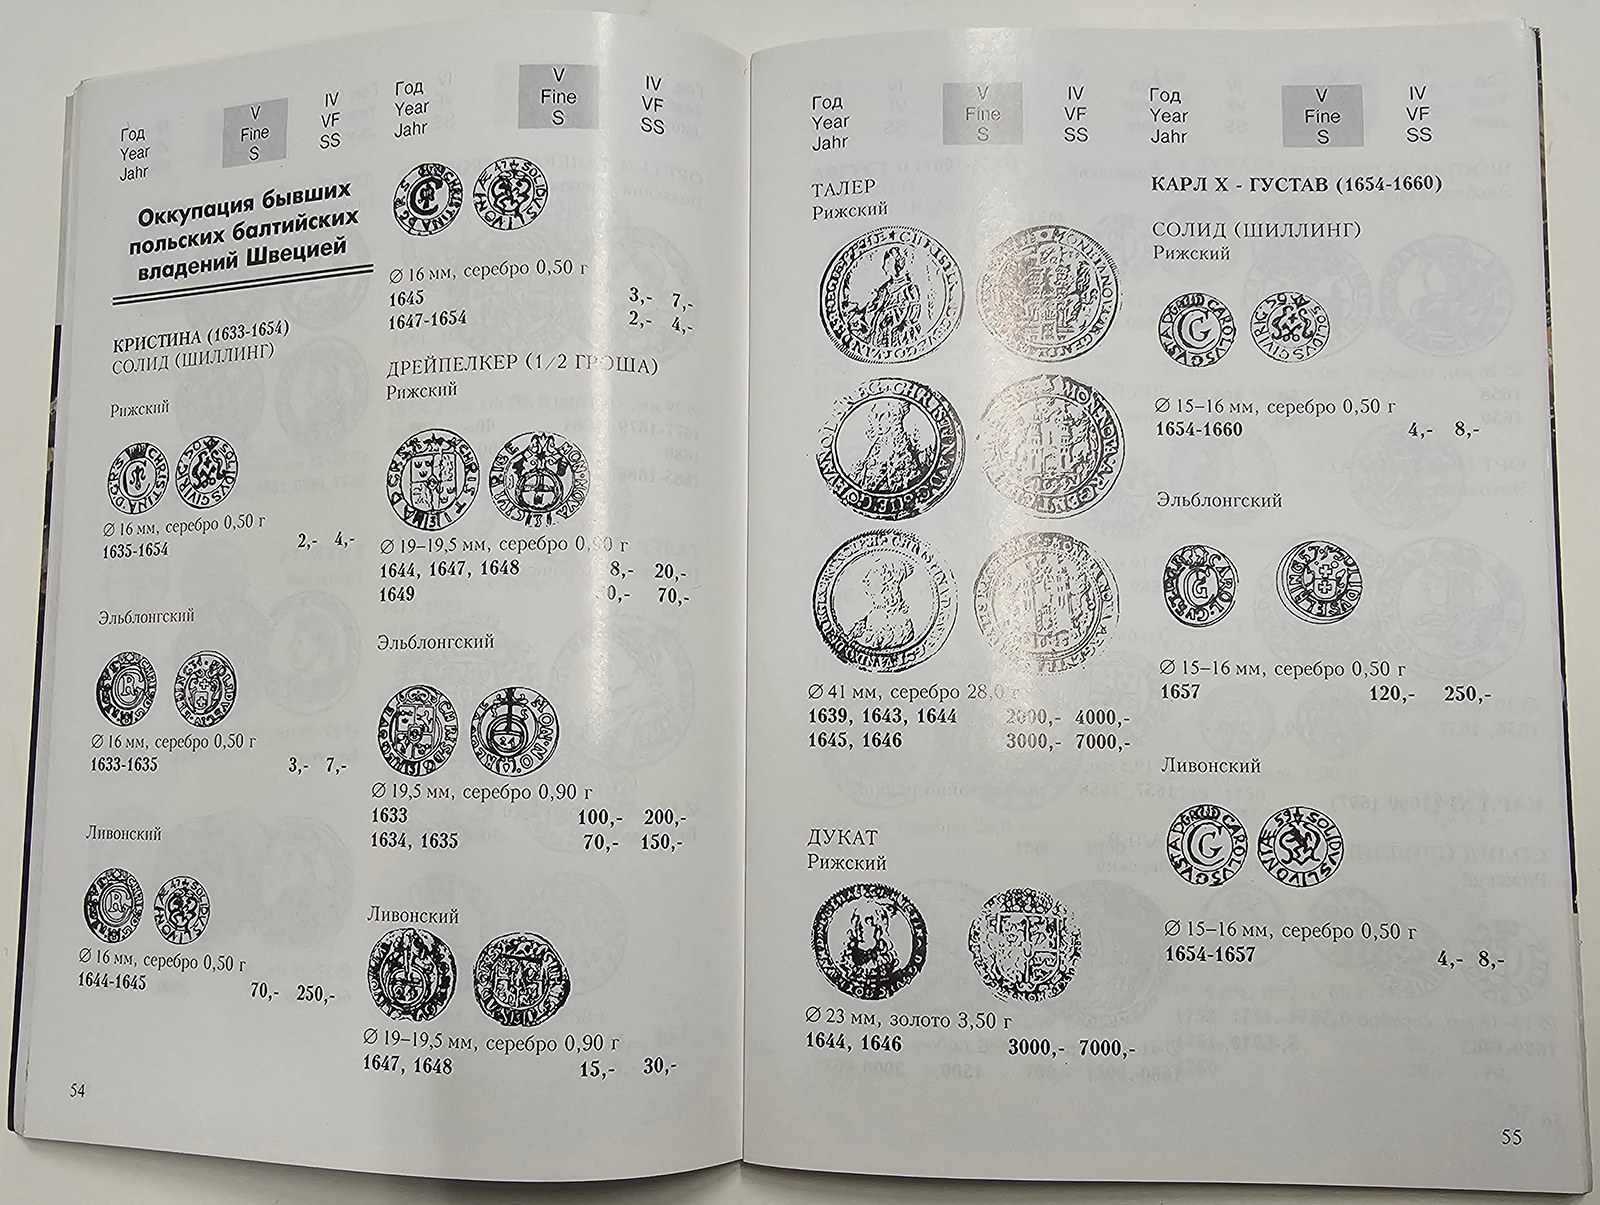 Год
Year
Jahr
V
Fine
S
IV
VF
SS
Оккупация бывших
польских балтийских
владений Швецией
КРИСТИНА (1633-1654)
СОЛИД (ШИЛЛИНГ)
Рижский
Ø 16 мм, серебро 0,50 г
1635-1654 2,- 4,-
Эльблонгский
Ø 16 мм, серебро 0,50 г
1633-1635 3,- 7,-
Ливонский
Ø 16 мм, серебро 0,50 г
1644-1645 70,- 250,-
54
Год
Year
Jahr
V
Fine
S
IV
VF
SS
Ø 16 мм, серебро 0,50 г
1645 3,- 7,-
1647-1654 2,- 4,-
ДРЕЙПЕЛКЕР (1/2 ГРОША)
Рижский
Ø 19–19,5 мм, серебро 0,90 г
1644, 1647, 1648 8,- 20,-
1649 70,-
Эльблонгский
Ø 19,5 мм, серебро 0,90 г
1633 100,- 200,-
1634, 1635 70,- 150,-
Ливонский
Ø 19–19,5 мм, серебро 0,90 г
1647, 1648 15,- 30,-
Год
Year
Jahr
V
Fine
S
IV
VF
SS
ТАЛЕР
Рижский
Ø 41 мм, серебро 28,0 г
1639, 1643, 1644 2000,- 4000,-
1645, 1646 3000,- 7000,-
ДУКАТ
Рижский
Ø 23 мм, золото 3,50 г
1644, 1646 3000,- 7000,-
Год
Year
Jahr
V
Fine
S
IV
VF
SS
КАРЛ X - ГУСТАВ (1654-1660)
СОЛИД (ШИЛЛИНГ)
Рижский
Ø 15–16 мм, серебро 0,50 г
1654-1660 4,- 8,-
Эльблонгский
Ø 15–16 мм, серебро 0,50 г
1657 120,- 250,-
Ливонский
Ø 15–16 мм, серебро 0,50 г
1654-1657 4,- 8,-
55